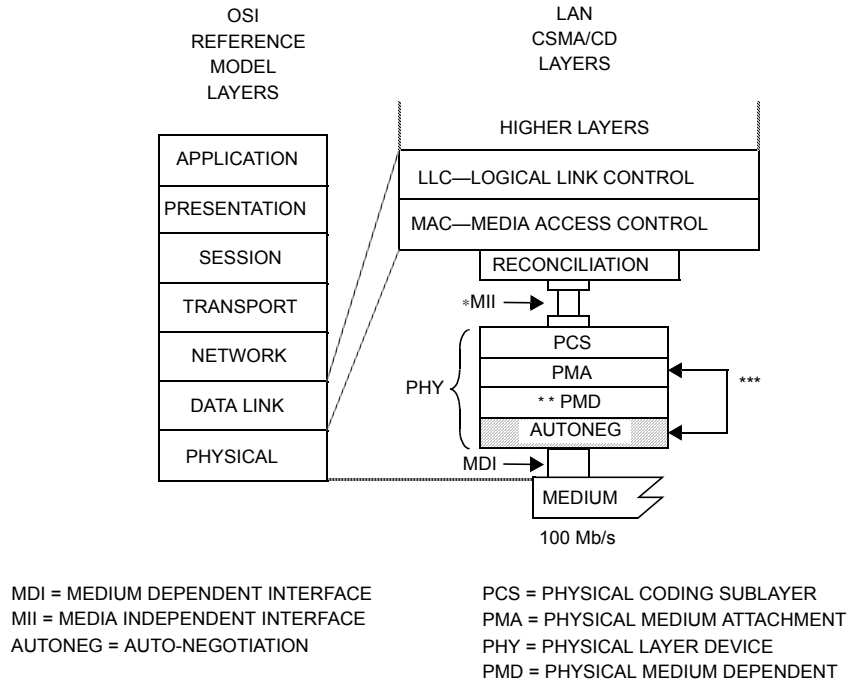 OSI
REFERENCE
MODEL
LAYERS
LAN
CSMA/CD
LAYERS
APPLICATION
PRESENTATION
SESSION
TRANSPORT
NETWORK
DATA LINK
PHYSICAL
HIGHER LAYERS
LLC—LOGICAL LINK CONTROL
MAC—MEDIA ACCESS CONTROL
RECONCILIATION
*MII
PCS
PMA
***
PHY
* * PMD
AUTONEG
MDI
MEDIUM
100 Mb/s
MDI = MEDIUM DEPENDENT INTERFACE
MII = MEDIA INDEPENDENT INTERFACE
AUTONEG = AUTO-NEGOTIATION
PCS = PHYSICAL CODING SUBLAYER
PMA = PHYSICAL MEDIUM ATTACHMENT
PHY = PHYSICAL LAYER DEVICE
PMD = PHYSICAL MEDIUM DEPENDENT